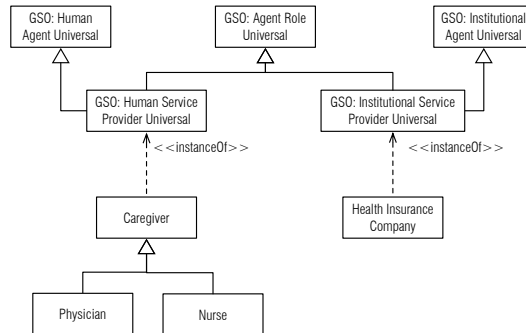 GSO: Human
Agent Universal
GSO: Agent Role
Universal
GSO: Institutional
Agent Universal
GSO: Human Service
Provider Universal
GSO: Institutional Service
Provider Universal
<<instanceOf>>
<<instanceOf>>
Caregiver
Health Insurance
Company
Physician
Nurse